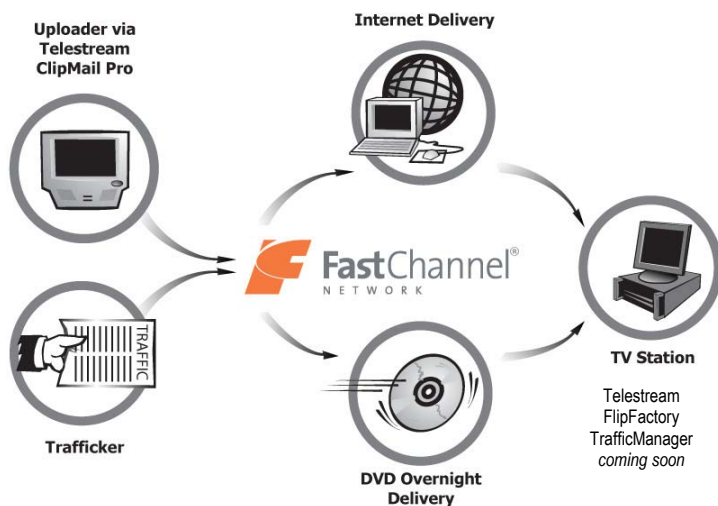 Uploader via
Telestream
ClipMail Pro
Internet Delivery
FastChannel®
NETWORK
TRAFFIC
Trafficker
DVD Overnight
Delivery
TV Station
Telestream
FlipFactory
TrafficManager
coming soon